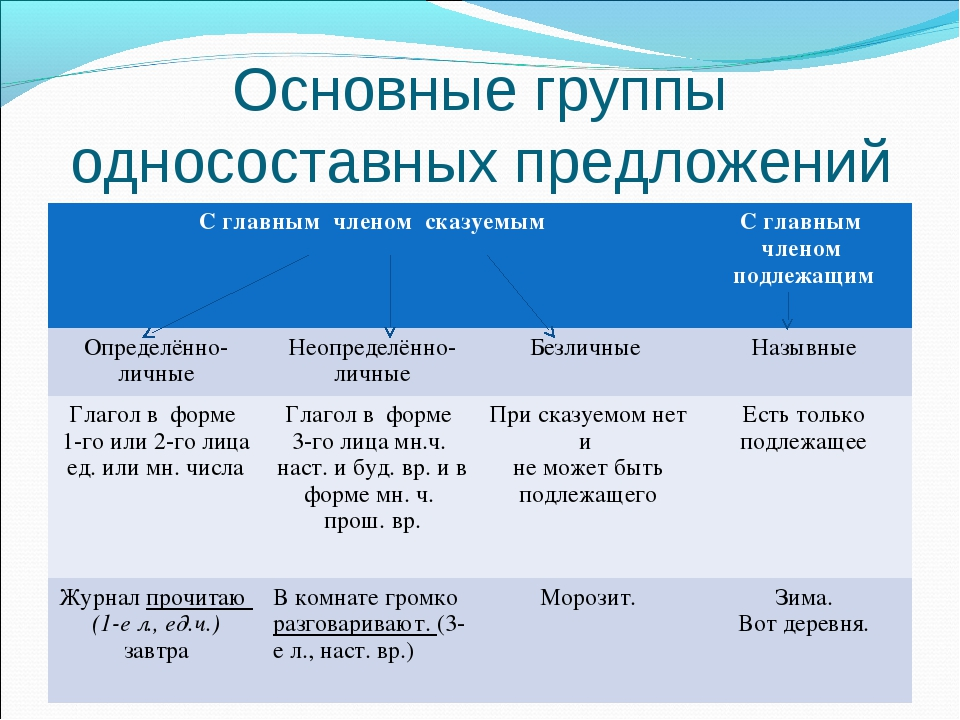 Основные группы
односоставных предложений
С главным членом сказуемым
С главным
членом
подлежащим
Определённо-
личные
Неопределённо-
личные
Безличные
Назывные
Глагол в форме
1-го или 2-го лица
ед. или мн. числа
Глагол в форме
3-го лица мн.ч.
наст. и буд. вр. и в
форме мн. ч.
прош. вр.
При сказуемом нет
и
не может быть
подлежащего
Есть только
подлежащее
Журнал прочитаю
(1-е л., ед.ч.)
завтра
В комнате громко
разговаривают. (3-
е л., наст. вр.)
Морозит.
Зима.
Вот деревня.